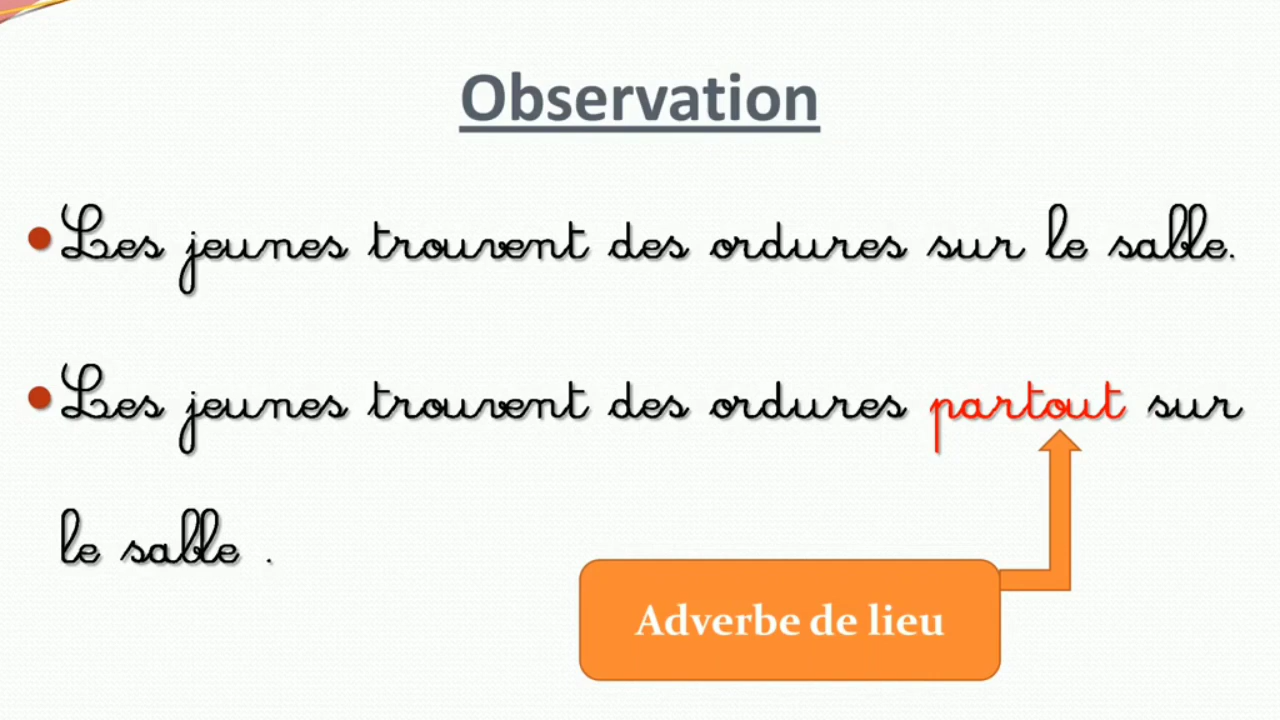 Observation
•Les jeunes trouvent des ordures sur le sable.
•Les jeunes trouvent des ordures partout sur
le sable .
Adverbe de lieu